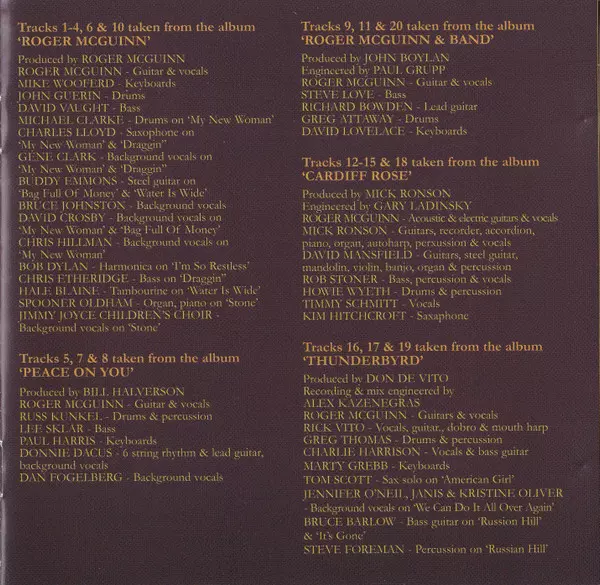 Tracks 1-4, 6 & 10 taken from the album
‘ROGER MCGUINN’
Produced by ROGER MCGUINN
ROGER MCGUINN - Guitar & vocals
MIKE WOOFERD - Keyboards
JOHN GUERIN - Drums
DAVID VAUGHT - Bass
MICHAEL CLARKE - Drums on ‘My New Woman’
CHARLES LLOYD - Saxophone on
‘My New Woman’ & ‘Draggin’’
GENE CLARK - Background vocals on
‘My New Woman’ & ‘Draggin’’
BUDDY EMMONS - Steel guitar on
‘Bag Full Of Money’ & ‘Water Is Wide’
BRUCE JOHNSTON - Background vocals
DAVID CROSBY - Background vocals on
‘My New Woman’ & ‘Bag Full Of Money’
CHRIS HILLMAN - Background vocals on
‘My New Woman’
BOB DYLAN - Harmonica on ‘I'm So Restless’
CHRIS ETHERIDGE - Bass on ‘Draggin’’
HALE BLAINE - Tambourine on ‘Water Is Wide’
SPOONER OLDHAM - Organ, piano on ‘Stone’
JIMMY JOYCE CHILDREN'S CHOIR -
Background vocals on ‘Stone’
Tracks 5, 7 & 8 taken from the album
‘PEACE ON YOU’
Produced by BILL HALVERSON
ROGER MCGUINN - Guitar & vocals
RUSS KUNKEL - Drums & percussion
LEE SKLAR - Bass
PAUL HARRIS - Keyboards
DONNIE DACUS - 6 string rhythm & lead guitar,
background vocals
DAN FOGELBERG - Background vocals
Tracks 9, 11 & 20 taken from the album
‘ROGER MCGUINN & BAND’
Produced by JOHN BOYLAN
Engineered by PAUL GRUPP
ROGER MCGUINN - Guitar & vocals
STEVE LOVE - Bass
RICHARD BOWDEN - Lead guitar
GREG ATTAWAY - Drums
DAVID LOVELACE - Keyboards
Tracks 12-15 & 18 taken from the album
‘CARDIFF ROSE’
Produced by MICK RONSON
Engineered by GARY LADINSKY
ROGER MCGUINN - Acoustic & electric guitars & vocals
MICK RONSON - Guitars, recorder, accordion,
piano, organ, autoharp, persussion & vocals
DAVID MANSFIELD - Guitars, steel guitar,
mandolin, violin, banjo, organ & percussion
ROB STONER - Bass, percussion & vocals
HOWIE WYETH - Drums & percussion
TIMMY SCHMITT - Vocals
KIM HITCHCROFT - Saxaphone
Tracks 16, 17 & 19 taken from the album
‘THUNDERBYRD’
Produced by DON DE VITO
Recording & mix engineered by
ALEX KAZENEGRAS
ROGER MCGUINN - Guitars & vocals
RICK VITO - Vocals, guitar, dobro & mouth harp
GREG THOMAS - Drums & percussion
CHARLIE HARRISON - Vocals & bass guitar
MARTY GREBB - Keyboards
TOM SCOTT - Sax solo on ‘American Girl’
JENNIFER O'NEIL, JANIS & KRISTINE OLIVER
- Background vocals on ‘We Can Do It All Over Again’
BRUCE BARLOW - Bass guitar on ‘Russion Hill’
& ‘It's Gone’
STEVE FOREMAN - Percussion on ‘Russian Hill’